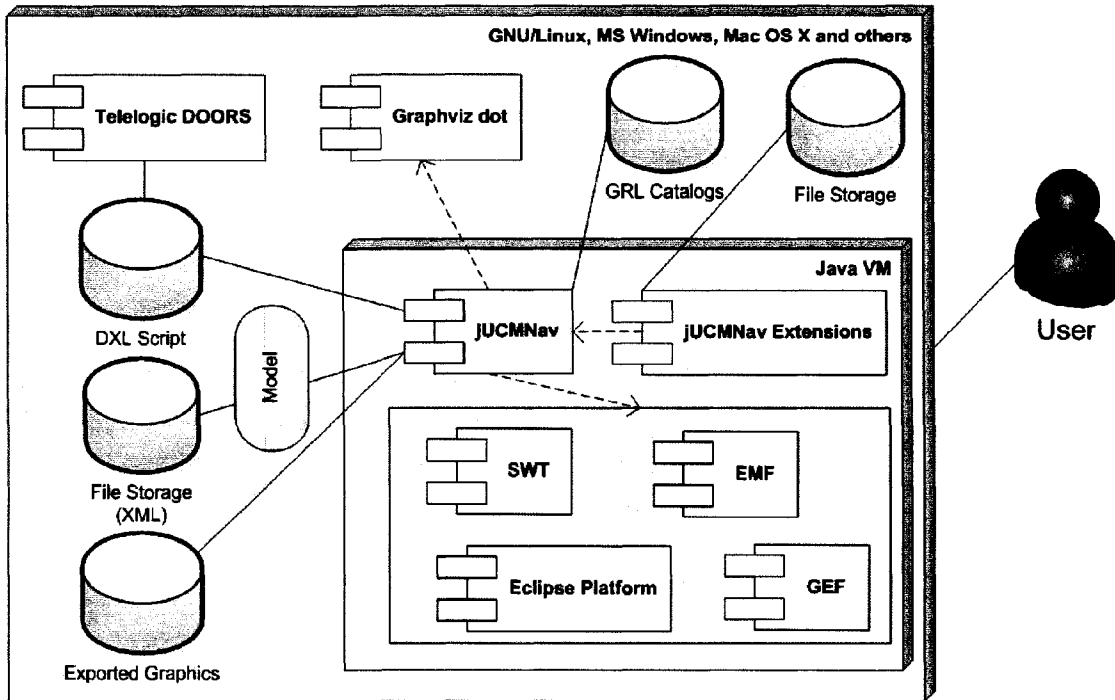 GNU/Linux, MS Windows, Mac OS X and others
Telelogic DOORS
Graphviz dot
GRL Catalogs
File Storage
Java VM
jUCMNav
jUCMNav Extensions
User
DXL Script
Model
File Storage
(XML)
SWT
EMF
Eclipse Platform
GEF
Exported Graphics